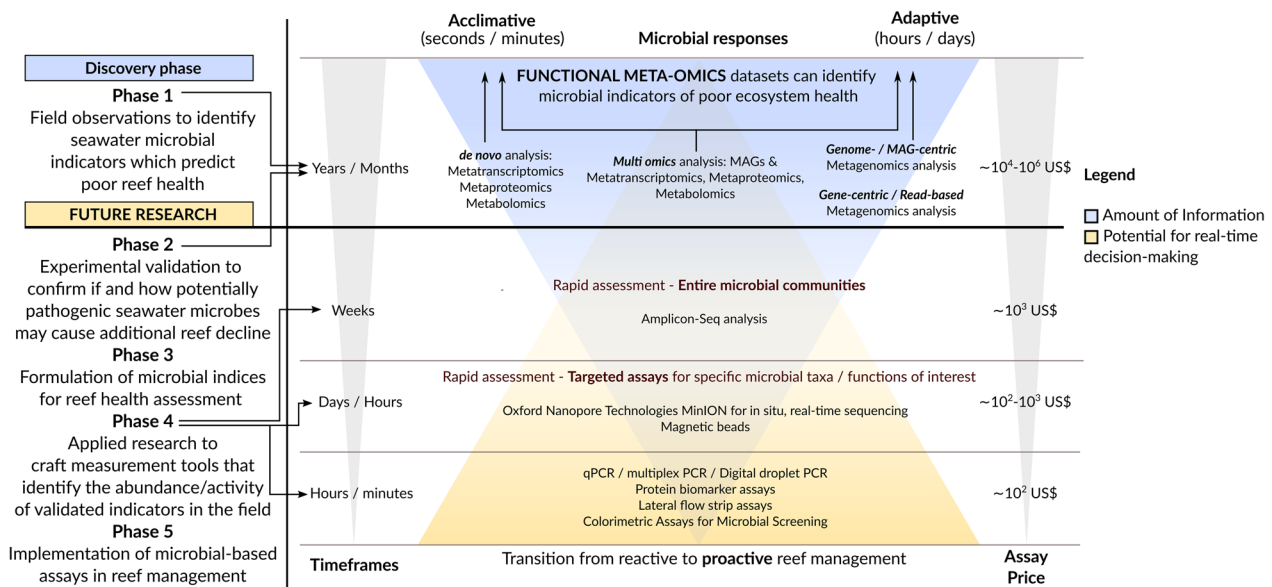 Acclimative
(seconds / minutes)
Microbial responses
Adaptive
(hours / days)
Discovery phase
Phase 1
Field observations to identify
seawater microbial
indicators which predict
poor reef health
FUTURE RESEARCH
Phase 2
Experimental validation to
confirm if and how potentially
pathogenic seawater microbes
may cause additional reef decline
Phase 3
Formulation of microbial indices
for reef health assessment
Phase 4
Applied research to
craft measurement tools that
identify the abundance/activity
of validated indicators in the field
Phase 5
Implementation of microbial-based
assays in reef management
Years / Months
Weeks
Days / Hours
Hours / minutes
Timeframes
FUNCTIONAL META-OMICS datasets can identify
microbial indicators of poor ecosystem health
de novo analysis:
Metatranscriptomics
Metaproteomics
Metabolomics
Multi omics analysis: MAGs &
Metatranscriptomics, Metaproteomics,
Metabolomics
Genome- / MAG-centric
Metagenomics analysis
Gene-centric / Read-based
Metagenomics analysis
Rapid assessment - Entire microbial communities
Amplicon-Seq analysis
Rapid assessment - Targeted assays for specific microbial taxa / functions of interest
Oxford Nanopore Technologies MinION for in situ, real-time sequencing
Magnetic beads
qPCR / multiplex PCR / Digital droplet PCR
Protein biomarker assays
Lateral flow strip assays
Colorimetric Assays for Microbial Screening
Transition from reactive to proactive reef management
~10⁴-10⁶ US$
~10³ US$
~10²-10³ US$
~10² US$
Assay
Price
Legend
Amount of Information
Potential for real-time
decision-making